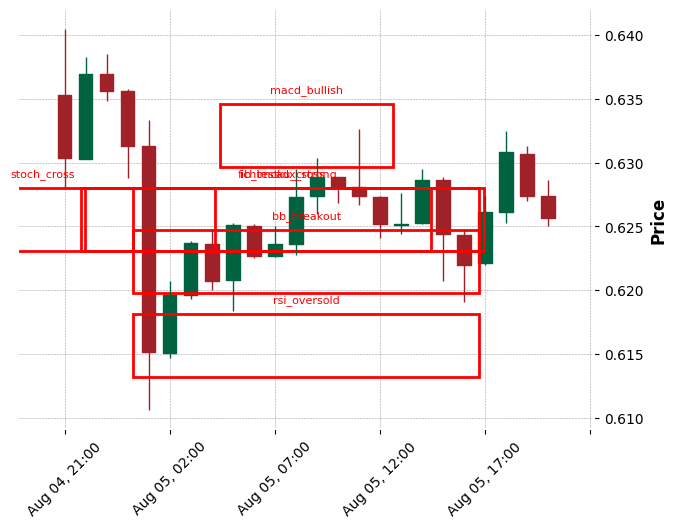 0.640
0.635
0.630
0.625
0.620
0.615
0.610
Price
macd_bullish
stoch_cross
bb_breakout
rsi_oversold
Aug 04, 21:00
Aug 05, 02:00
Aug 05, 07:00
Aug 05, 12:00
Aug 05, 17:00